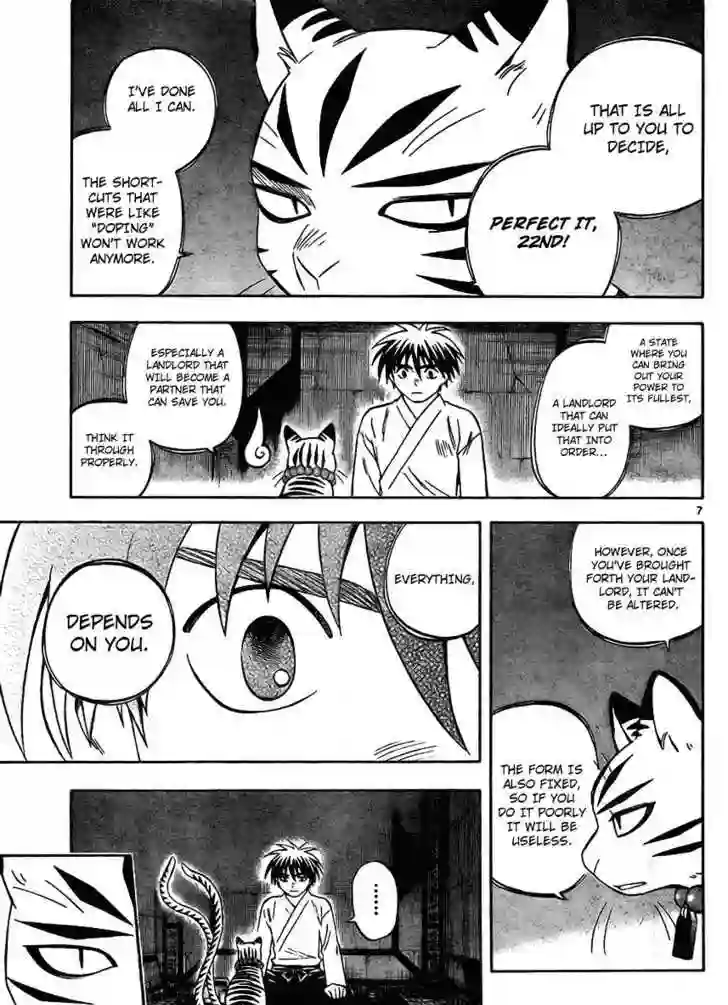 THAT IS ALL
UP TO YOU TO
DECIDE,
PERFECT IT,
22ND!
I'VE DONE
ALL I CAN.
THE SHORT-
CUTS THAT
WERE LIKE
"DOPING"
WON'T WORK
ANYMORE.
A STATE
WHERE YOU
CAN BRING
OUT YOUR
POWER TO
ITS FULLEST,
A LANDLORD
THAT CAN
IDEALLY PUT
THAT INTO
ORDER...
ESPECIALLY A
LANDLORD THAT
WILL BECOME A
PARTNER THAT
CAN SAVE YOU.
THINK IT
THROUGH
PROPERLY.
7
HOWEVER, ONCE
YOU'VE BROUGHT
FORTH YOUR LAND-
LORD, IT CAN'T
BE ALTERED.
THE FORM IS
ALSO FIXED,
SO IF YOU
DO IT POORLY
IT WILL BE
USELESS.
EVERYTHING,
DEPENDS
ON YOU.
......